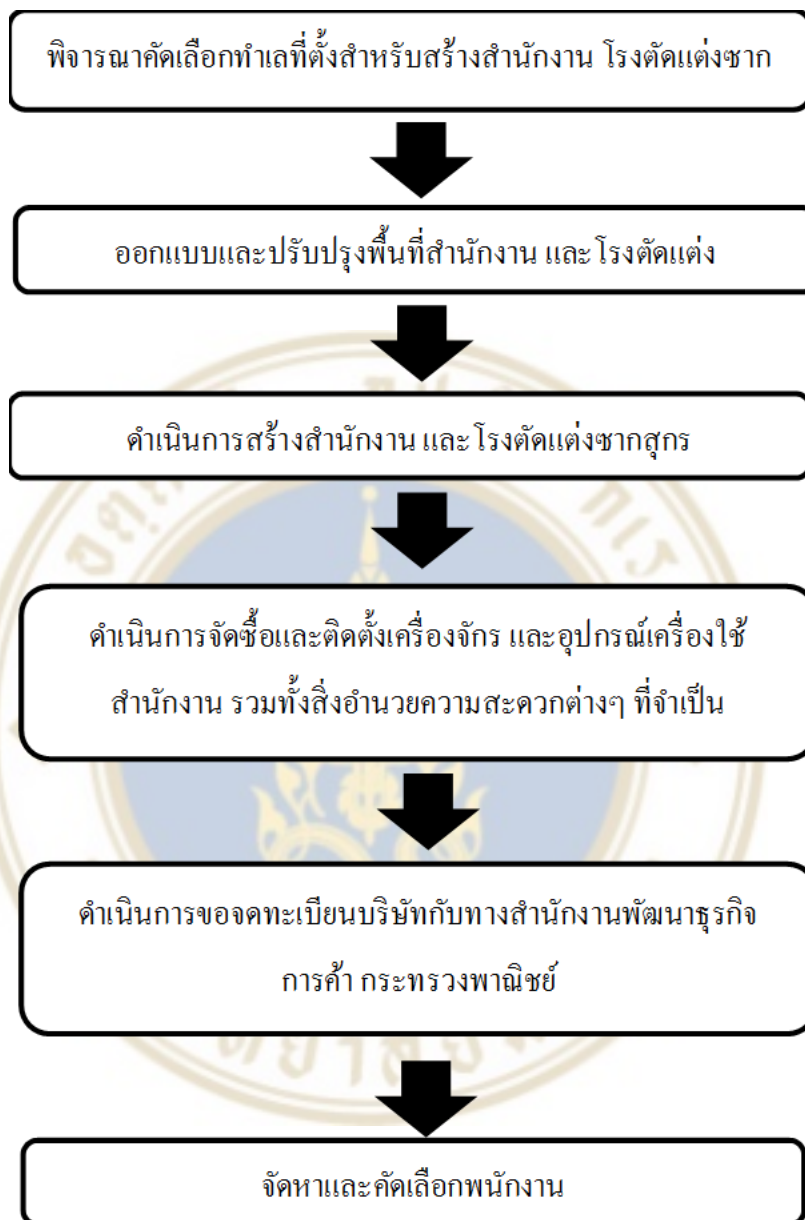 พิจารณาคัดเลือกทำเลที่ตั้งสำหรับสร้างสำนักงาน โรงตัดแต่งซาก
ออกแบบและปรับปรุงพื้นที่สำนักงาน และโรงตัดแต่ง
ดำเนินการสร้างสำนักงาน และโรงตัดแต่งซากสุกร
ดำเนินการจัดซื้อและติดตั้งเครื่องจักร และอุปกรณ์เครื่องใช้
สำนักงาน รวมทั้งสิ่งอำนวยความสะดวกต่างๆ ที่จำเป็น
ดำเนินการขอจดทะเบียนบริษัทกับทางสำนักงานพัฒนาธุรกิจ
การค้า กระทรวงพาณิชย์
จัดหาและคัดเลือกพนักงาน